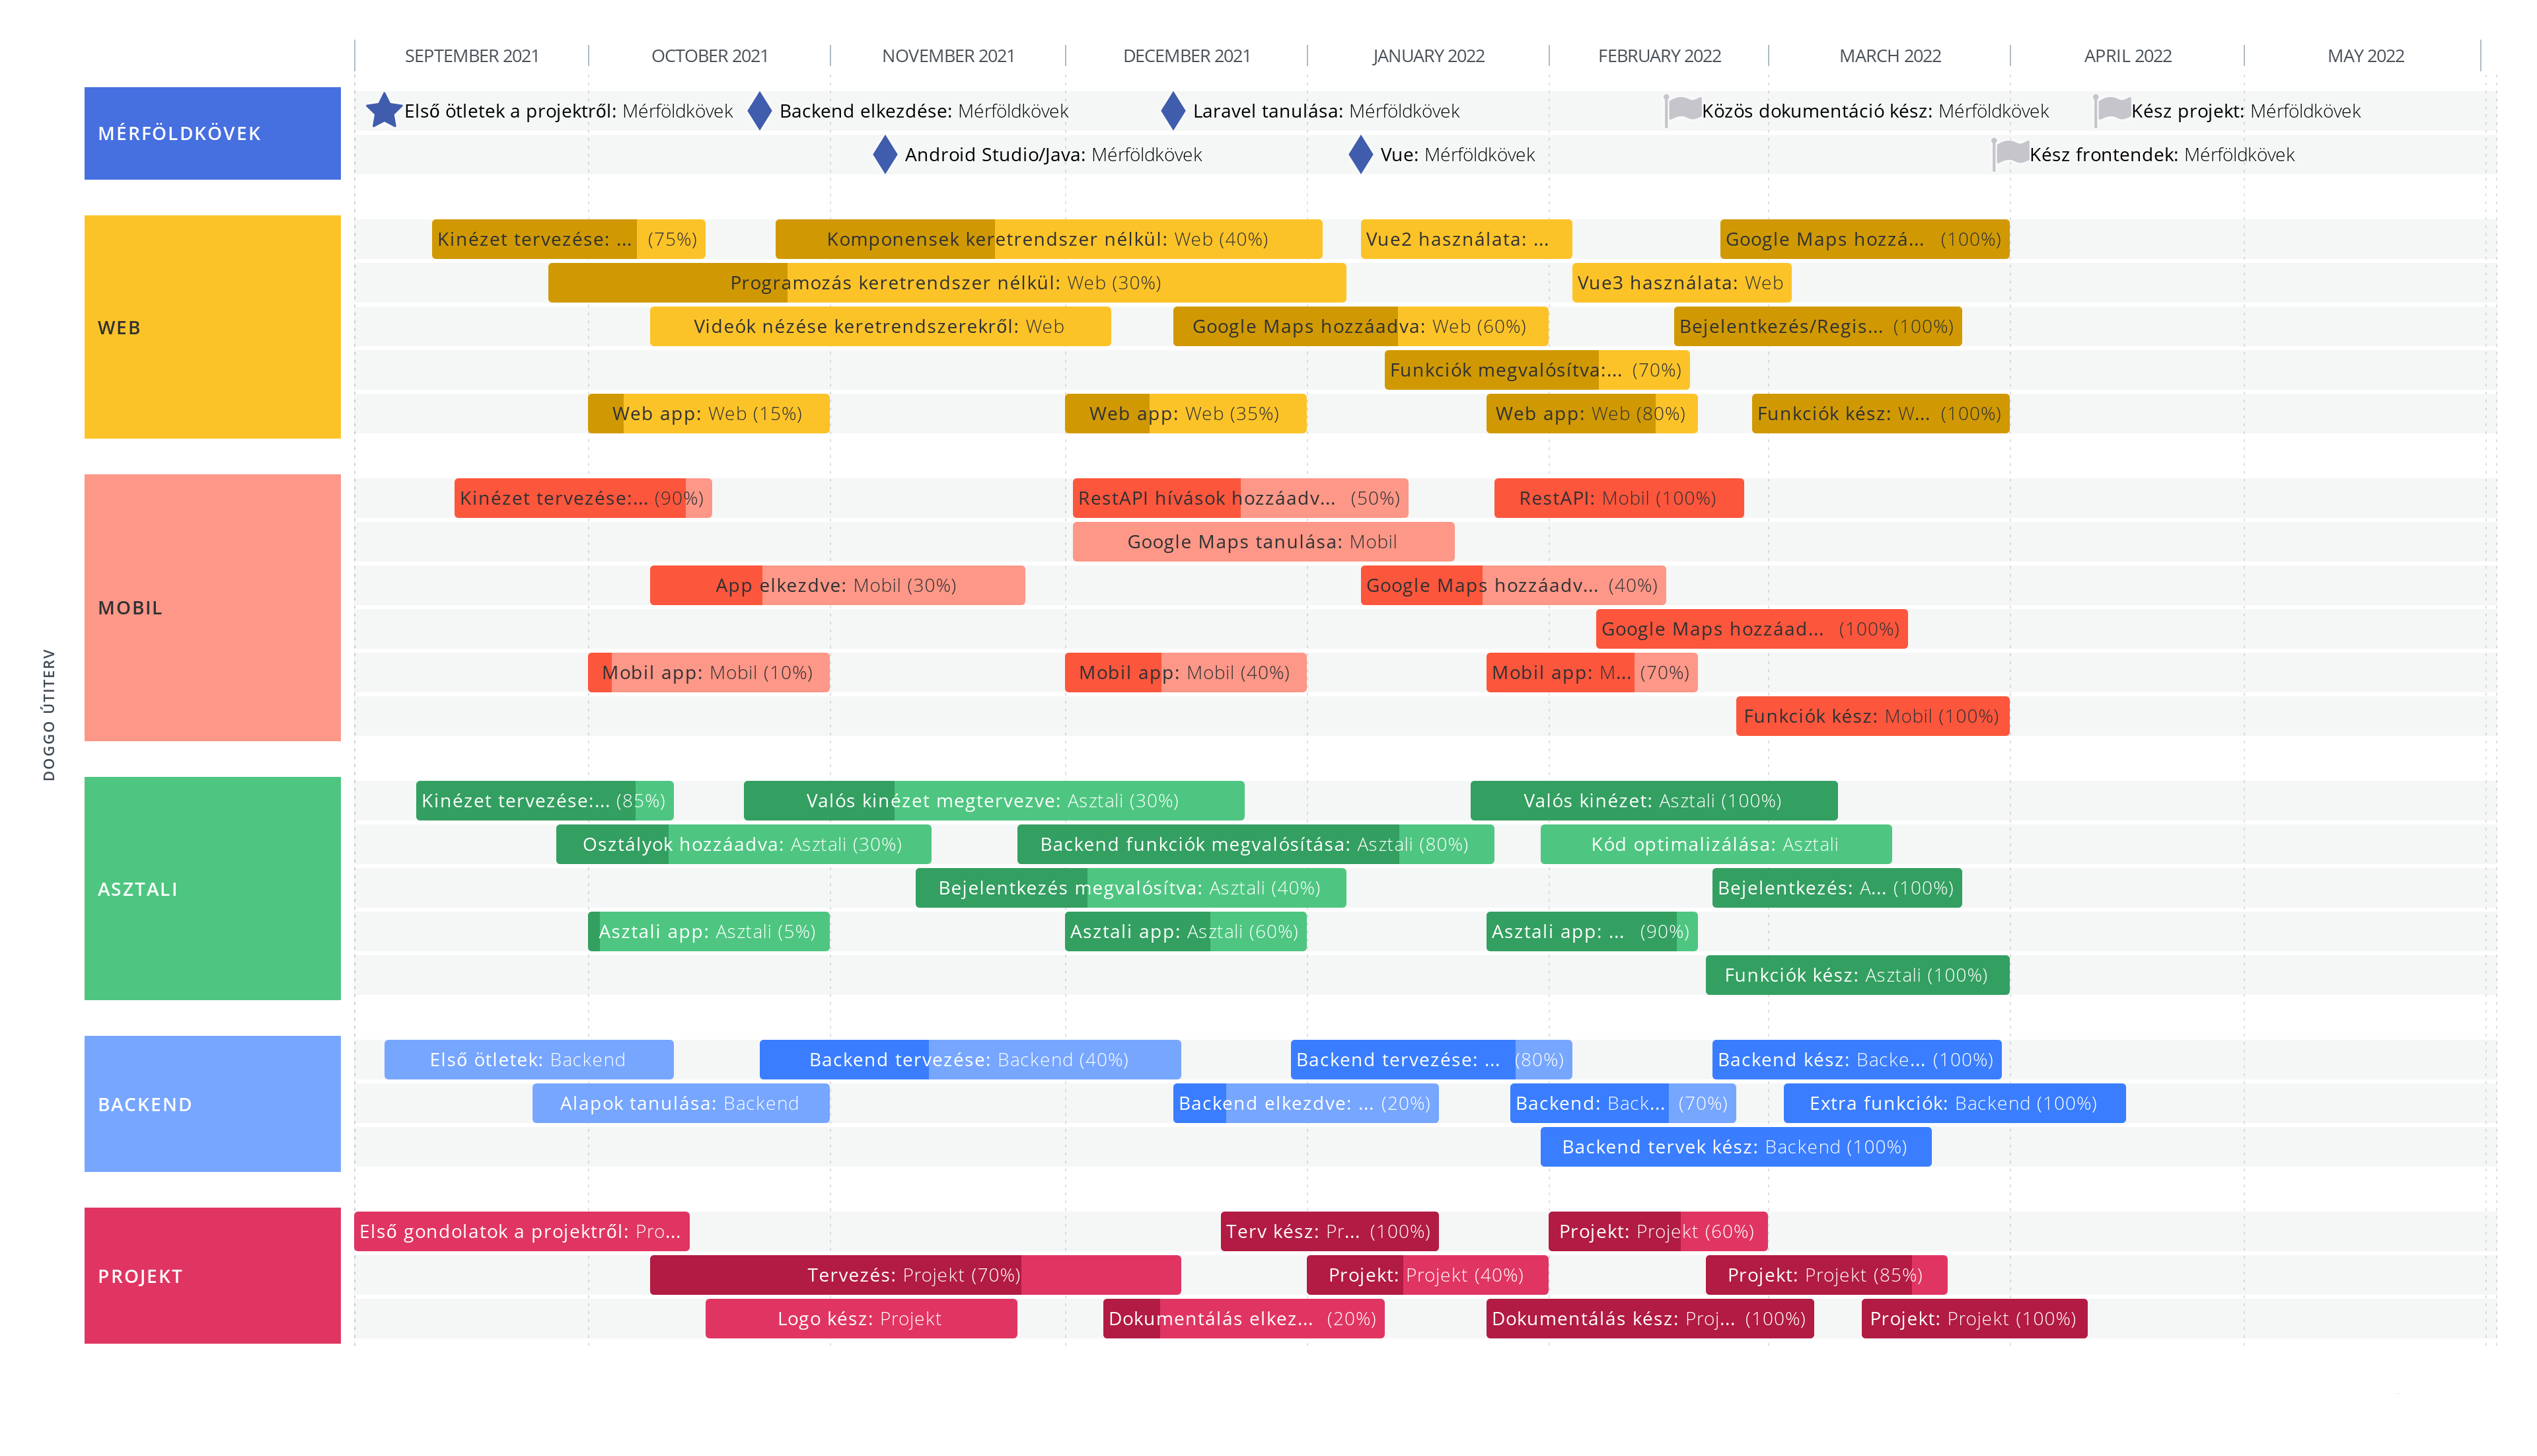 SEPTEMBER 2021 OCTOBER 2021 NOVEMBER 2021 DECEMBER 2021 JANUARY 2022 FEBRUARY 2022 MARCH 2022 APRIL 2022 MAY 2022
DOGGO ÚTITERV
MÉRFÖLDKÖVEK
Első ötletek a projektről: Mérföldkövek Backend elkezdése: Mérföldkövek Laravel tanulása: Mérföldkövek Közös dokumentáció kész: Mérföldkövek Kész projekt: Mérföldkövek
Android Studio/Java: Mérföldkövek Vue: Mérföldkövek Kész frontendek: Mérföldkövek
WEB
Kinézet tervezése: ... (75%) Komponensek keretrendszer nélkül: Web (40%) Vue2 használata: ... Google Maps hozzá... (100%)
Programozás keretrendszer nélkül: Web (30%) Vue3 használata: Web
Videók nézése keretrendszerekről: Web Google Maps hozzáadva: Web (60%) Bejelentkezés/Regis... (100%)
Funkciók megvalósítva:... (70%)
Web app: Web (15%) Web app: Web (35%) Web app: Web (80%) Funkciók kész: W... (100%)
MOBIL
Kinézet tervezése:... (90%) RestAPI hívások hozzáadv... (50%) RestAPI: Mobil (100%)
Google Maps tanulása: Mobil
App elkezdve: Mobil (30%) Google Maps hozzáadv... (40%)
Google Maps hozzáad... (100%)
Mobil app: Mobil (10%) Mobil app: Mobil (40%) Mobil app: M... (70%)
Funkciók kész: Mobil (100%)
ASZTALI
Kinézet tervezése:... (85%) Valós kinézet megtervezve: Asztali (30%) Valós kinézet: Asztali (100%)
Osztályok hozzáadva: Asztali (30%) Backend funkciók megvalósítása: Asztali (80%) Kód optimalizálása: Asztali
Bejelentkezés megvalósítva: Asztali (40%) Bejelentkezés: A... (100%)
Asztali app: Asztali (5%) Asztali app: Asztali (60%) Asztali app: ... (90%)
Funkciók kész: Asztali (100%)
BACKEND
Első ötletek: Backend Backend tervezése: Backend (40%) Backend tervezése: ... (80%) Backend kész: Backe... (100%)
Alapok tanulása: Backend Backend elkezdve: ... (20%) Backend: Back... (70%) Extra funkciók: Backend (100%)
Backend tervek kész: Backend (100%)
PROJEKT
Első gondolatok a projektről: Pro... Terv kész: Pr... (100%) Projekt: Projekt (60%)
Tervezés: Projekt (70%) Projekt: Projekt (40%) Projekt: Projekt (85%)
Logo kész: Projekt Dokumentálás elkez... (20%) Dokumentálás kész: Proj... (100%) Projekt: Projekt (100%)